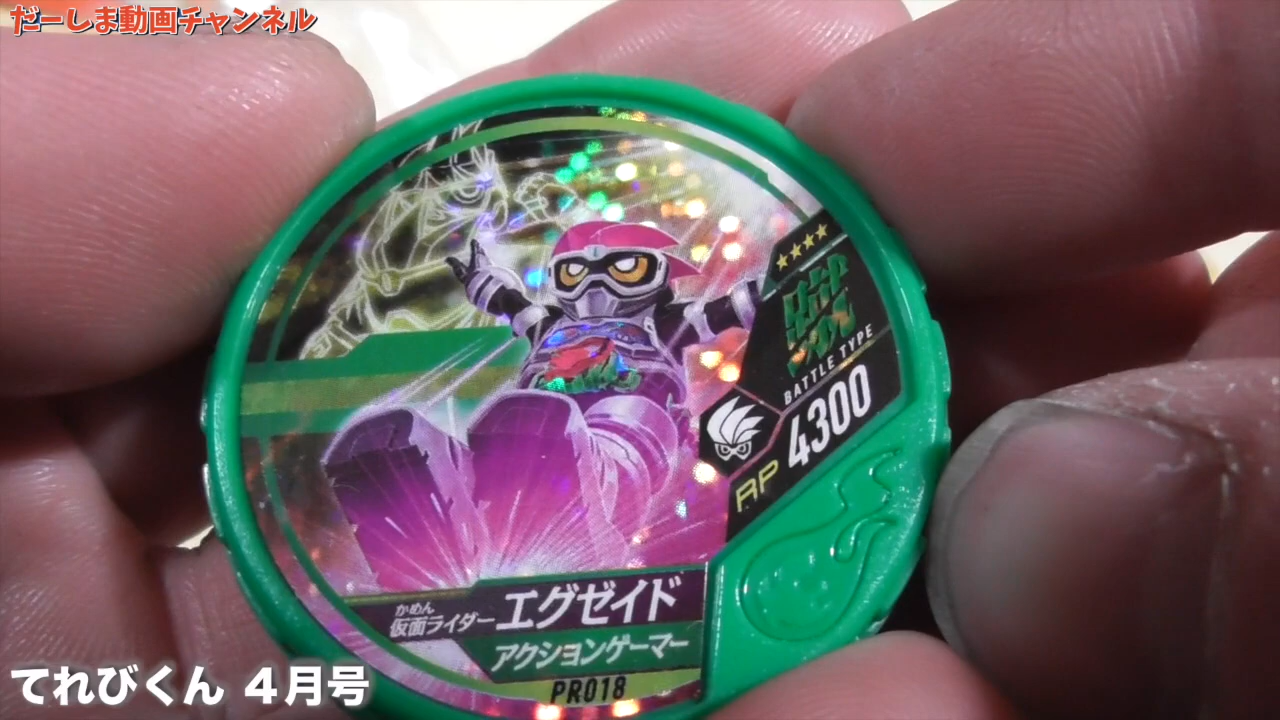 だーしま動画チャンネル
★★★★
BATTLE TYPE
4300
RP
かめん
仮面ライダーエグゼイド
アクションゲーマー
PR018
てれびくん 4月号